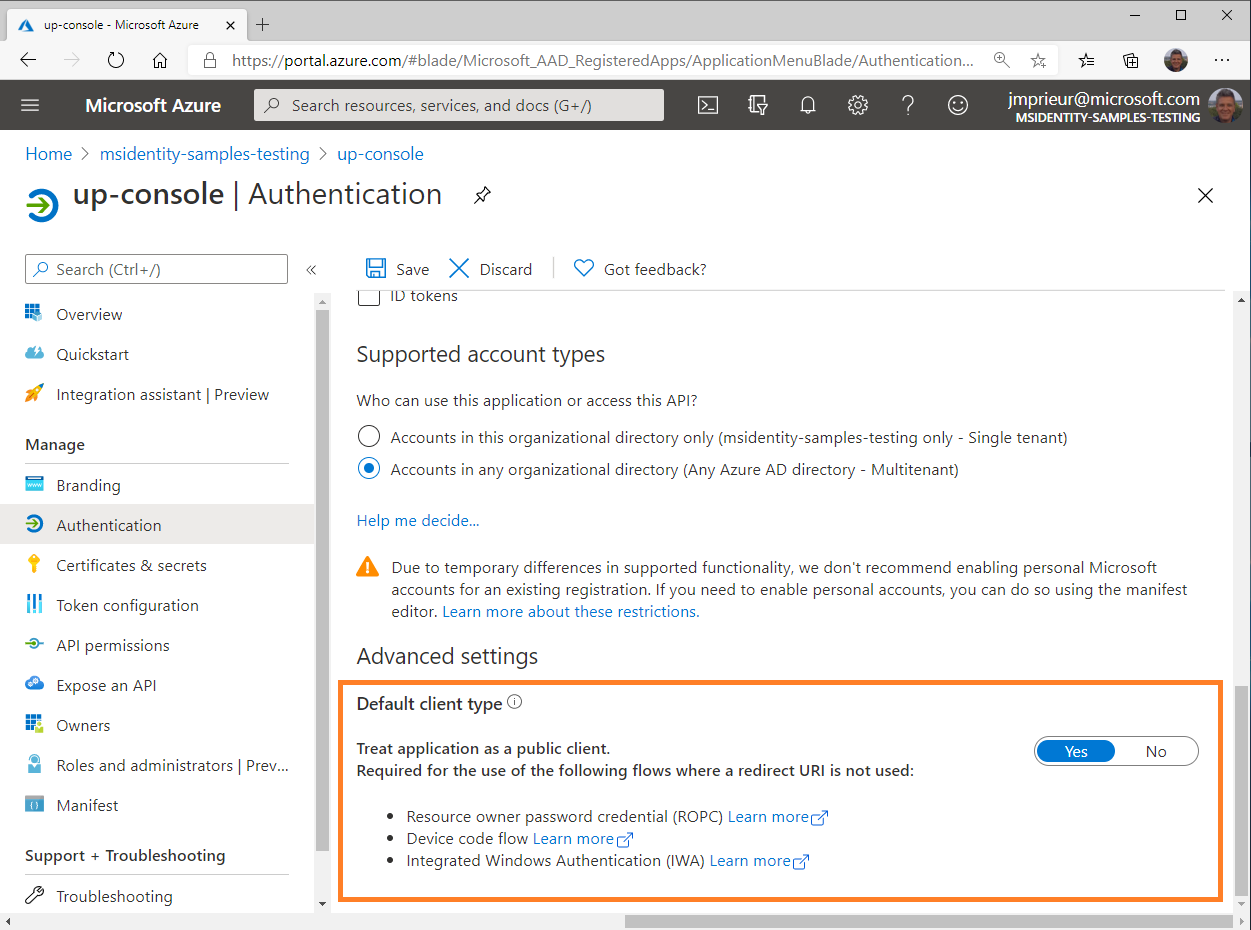 up-console - Microsoft Azure
https://portal.azure.com/#blade/Microsoft_AAD_RegisteredApps/ApplicationMenuBlade/Authentication...
Microsoft Azure
Search resources, services, and docs (G+/)
jmprieur@microsoft.com
MSIDENTITY-SAMPLES-TESTING
Home > msidentity-samples-testing > up-console
up-console | Authentication
Search (Ctrl+/)
«
Overview
Quickstart
Integration assistant | Preview
Manage
Branding
Authentication
Certificates & secrets
Token configuration
API permissions
Expose an API
Owners
Roles and administrators | Prev...
Manifest
Support + Troubleshooting
Troubleshooting
Save
Discard
Got feedback?
ID tokens
Supported account types
Who can use this application or access this API?
Accounts in this organizational directory only (msidentity-samples-testing only - Single tenant)
Accounts in any organizational directory (Any Azure AD directory - Multitenant)
Help me decide...
Due to temporary differences in supported functionality, we don't recommend enabling personal Microsoft
accounts for an existing registration. If you need to enable personal accounts, you can do so using the manifest
editor. Learn more about these restrictions.
Advanced settings
Default client type
Treat application as a public client.
Yes No
Required for the use of the following flows where a redirect URI is not used:
• Resource owner password credential (ROPC) Learn more
• Device code flow Learn more
• Integrated Windows Authentication (IWA) Learn more